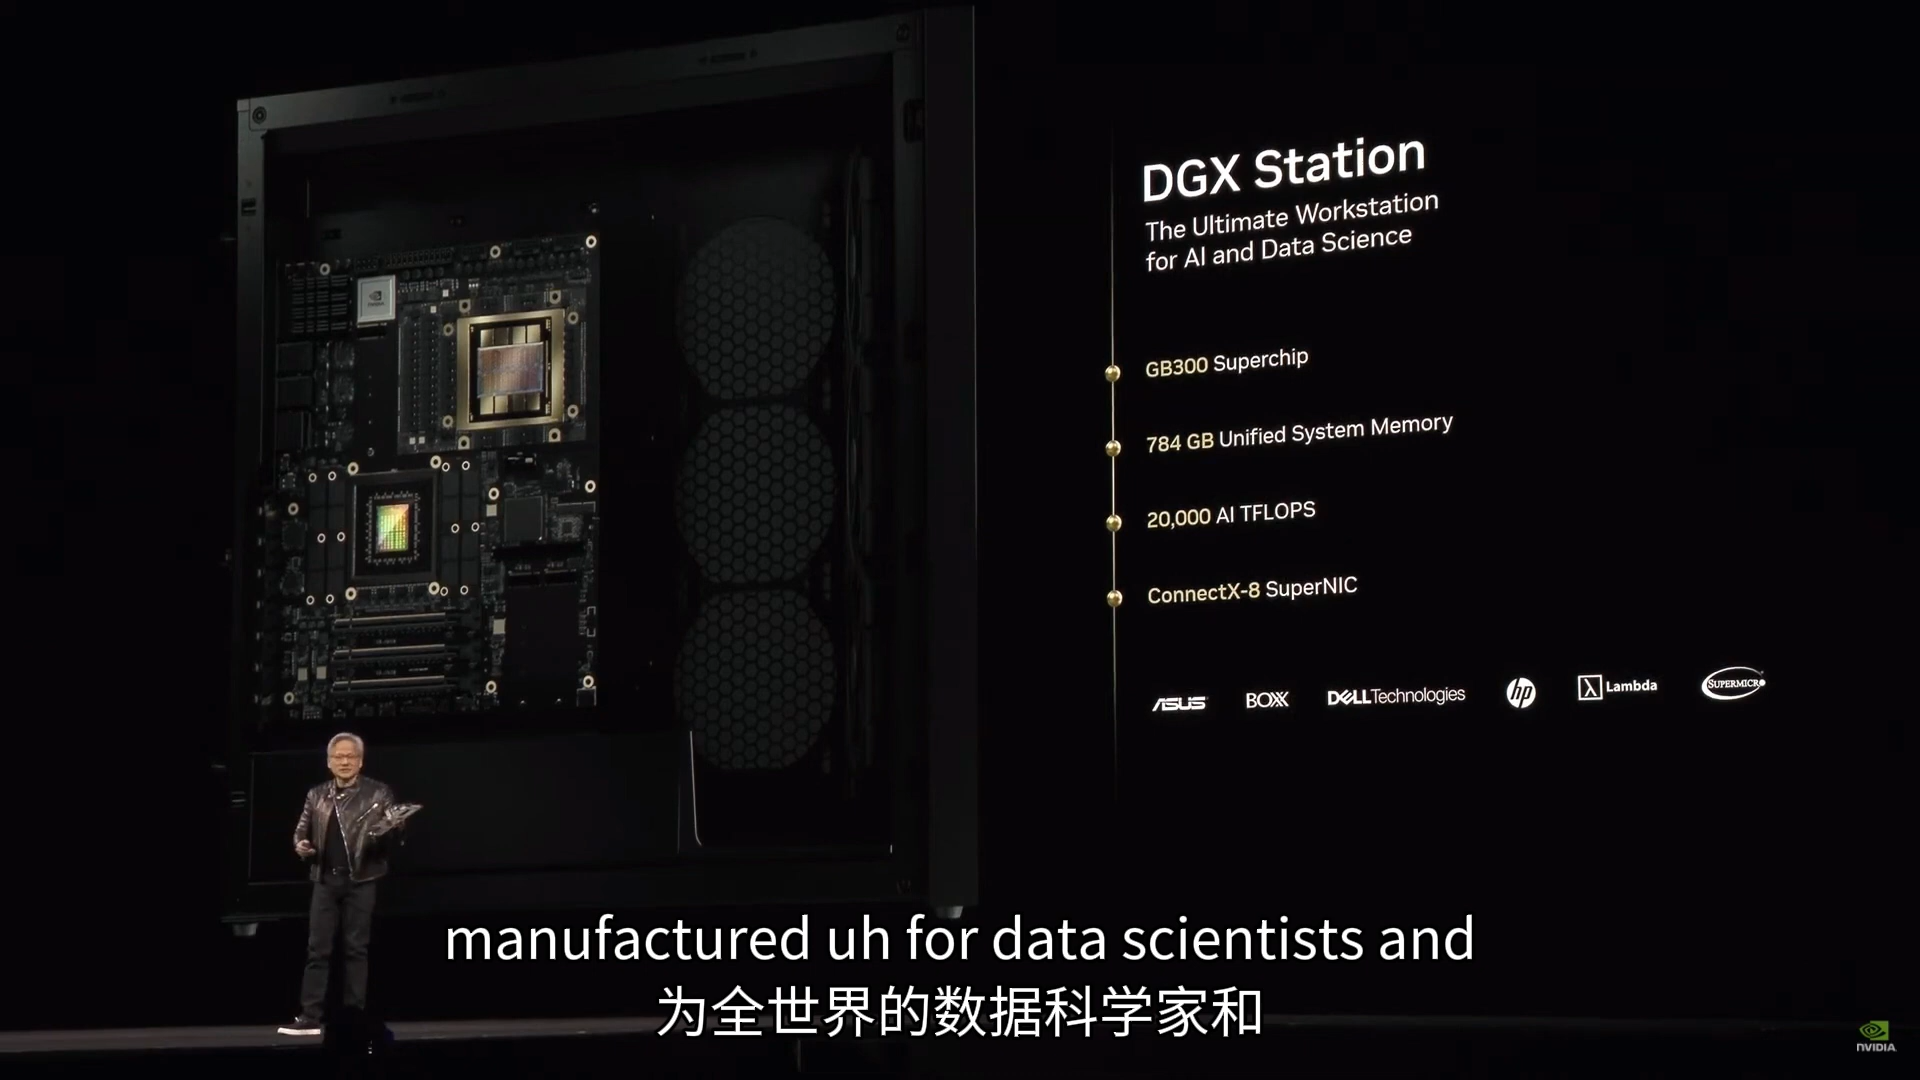 DGX Station
The Ultimate Workstation
for AI and Data Science
GB300 Superchip
784 GB Unified System Memory
20,000 AI TFLOPS
ConnectX-8 SuperNIC
ASUS BOXX DELLTechnologies hp Lambda SUPERMICRO
manufactured uh for data scientists and
为全世界的数据科学家和
NVIDIA